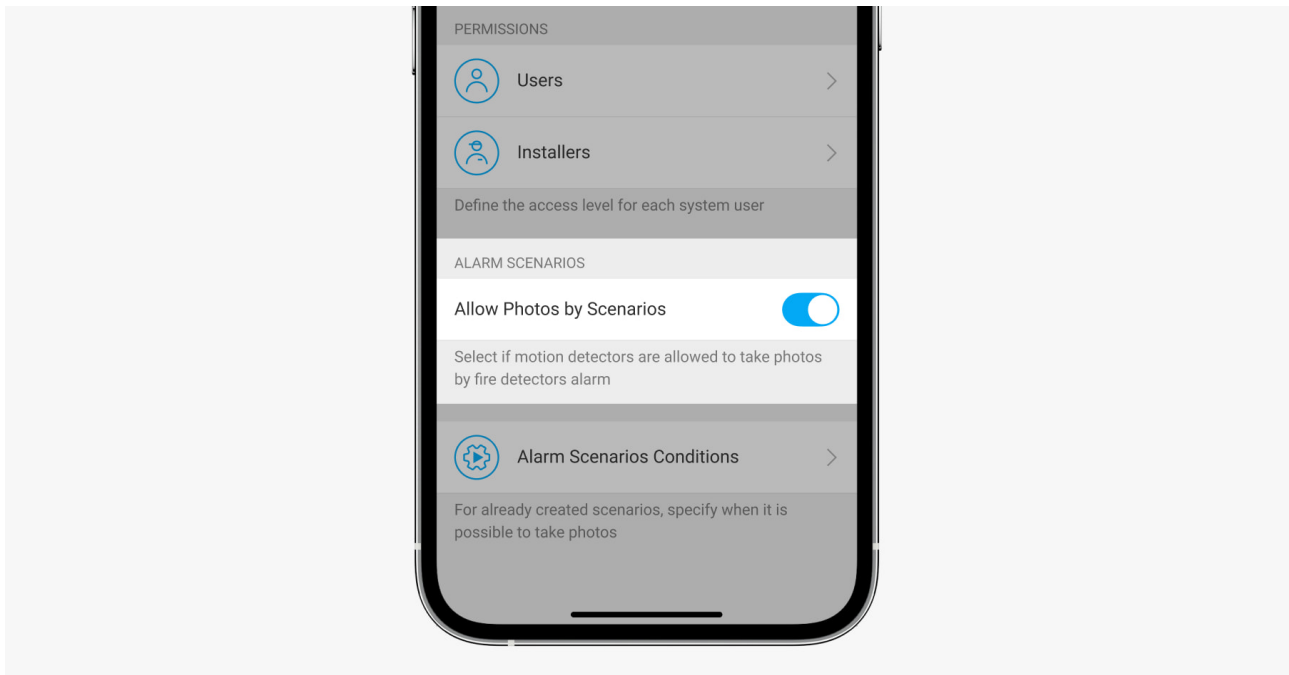 PERMISSIONS
Users
Installers
Define the access level for each system user
ALARM SCENARIOS
Allow Photos by Scenarios
Select if motion detectors are allowed to take photos
by fire detectors alarm
Alarm Scenarios Conditions
For already created scenarios, specify when it is
possible to take photos